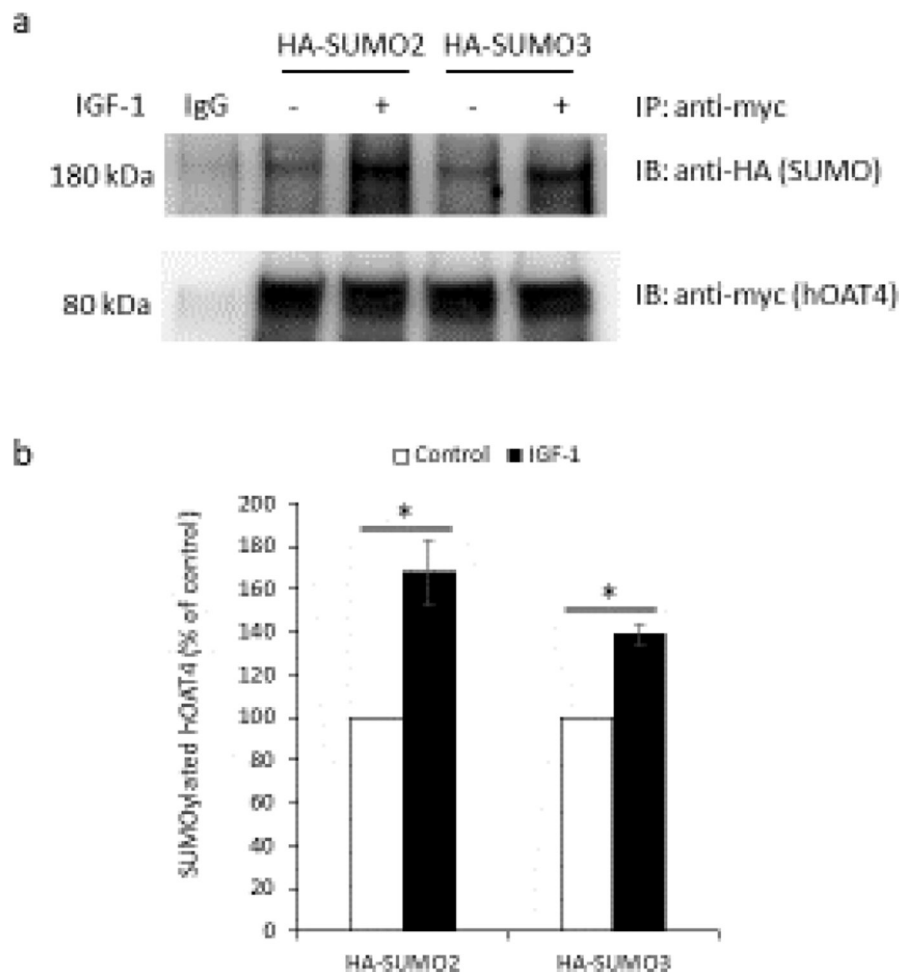 a
HA-SUMO2 HA-SUMO3
IGF-1 IgG - + - + IP: anti-myc
180 kDa IB: anti-HA (SUMO)
80 kDa IB: anti-myc (hOAT4)
b
Control IGF-1
SUMOylated hOAT4 (% of control)
200
180
160
140
120
100
80
60
40
20
0
* *
HA-SUMO2 HA-SUMO3